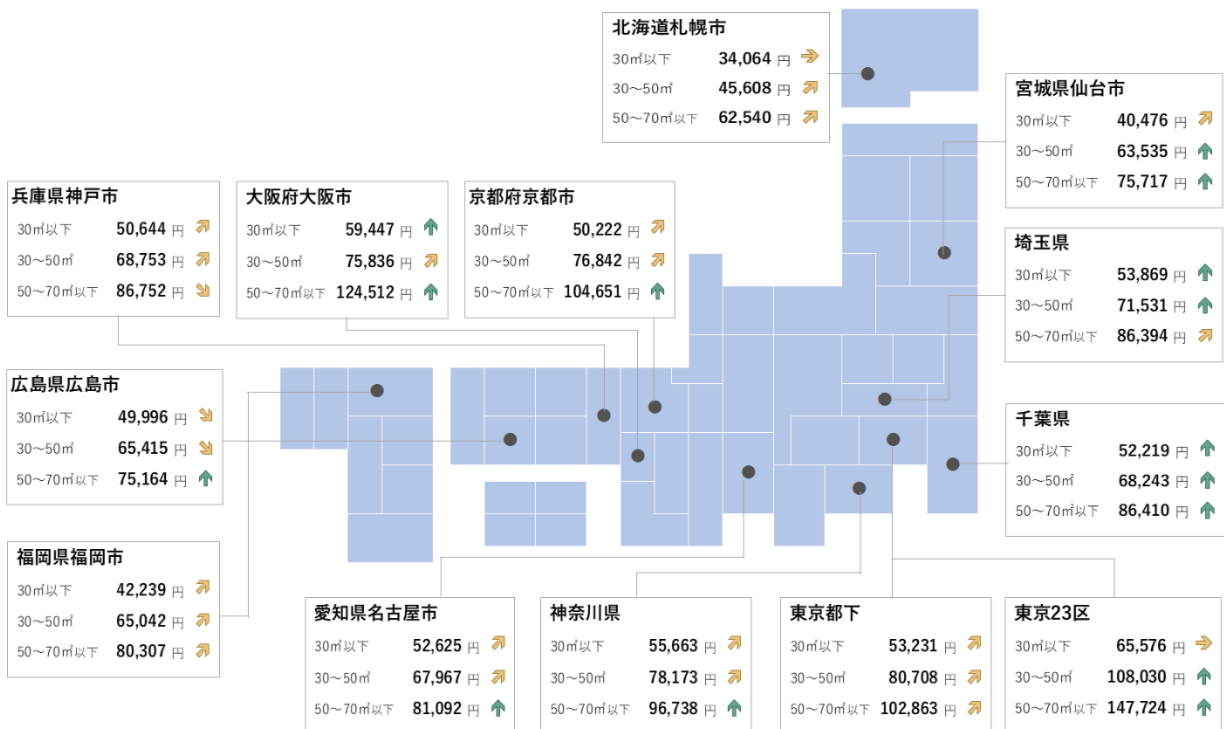 北海道札幌市
30㎡以下 34,064 円
30〜50㎡ 45,608 円
50〜70㎡以下 62,540 円
宮城県仙台市
30㎡以下 40,476 円
30〜50㎡ 63,535 円
50〜70㎡以下 75,717 円
兵庫県神戸市
30㎡以下 50,644 円
30〜50㎡ 68,753 円
50〜70㎡以下 86,752 円
大阪府大阪市
30㎡以下 59,447 円
30〜50㎡ 75,836 円
50〜70㎡以下 124,512 円
京都府京都市
30㎡以下 50,222 円
30〜50㎡ 76,842 円
50〜70㎡以下 104,651 円
埼玉県
30㎡以下 53,869 円
30〜50㎡ 71,531 円
50〜70㎡以下 86,394 円
広島県広島市
30㎡以下 49,996 円
30〜50㎡ 65,415 円
50〜70㎡以下 75,164 円
千葉県
30㎡以下 52,219 円
30〜50㎡ 68,243 円
50〜70㎡以下 86,410 円
福岡県福岡市
30㎡以下 42,239 円
30〜50㎡ 65,042 円
50〜70㎡以下 80,307 円
愛知県名古屋市
30㎡以下 52,625 円
30〜50㎡ 67,967 円
50〜70㎡以下 81,092 円
神奈川県
30㎡以下 55,663 円
30〜50㎡ 78,173 円
50〜70㎡以下 96,738 円
東京都下
30㎡以下 53,231 円
30〜50㎡ 80,708 円
50〜70㎡以下 102,863 円
東京23区
30㎡以下 65,576 円
30〜50㎡ 108,030 円
50〜70㎡以下 147,724 円